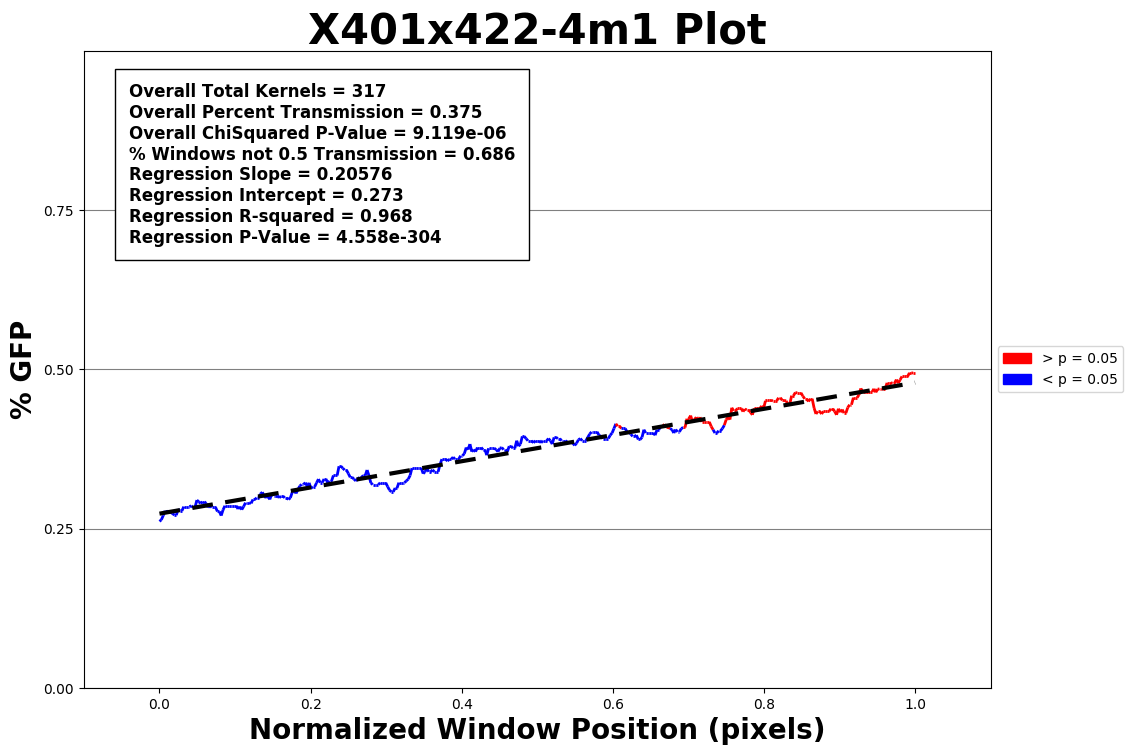 X401x422-4m1 Plot
Overall Total Kernels = 317
Overall Percent Transmission = 0.375
Overall ChiSquared P-Value = 9.119e-06
% Windows not 0.5 Transmission = 0.686
Regression Slope = 0.20576
Regression Intercept = 0.273
Regression R-squared = 0.968
Regression P-Value = 4.558e-304
% GFP
0.75
0.50
0.25
0.00
0.0
0.2
0.4
0.6
0.8
1.0
Normalized Window Position (pixels)
> p = 0.05
< p = 0.05